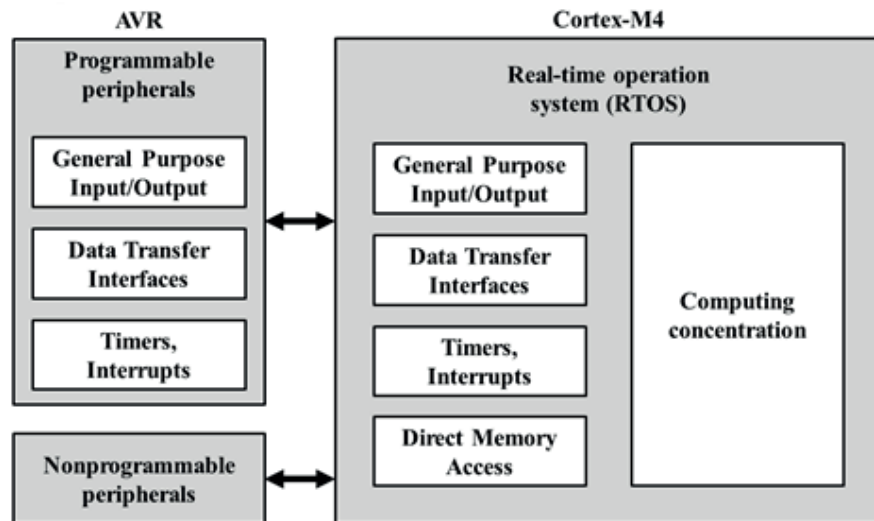 AVR
Programmable
peripherals
General Purpose
Input/Output
Data Transfer
Interfaces
Timers,
Interrupts
Nonprogrammable
peripherals
Cortex-M4
Real-time operation
system (RTOS)
General Purpose
Input/Output
Data Transfer
Interfaces
Timers,
Interrupts
Direct Memory
Access
Computing
concentration